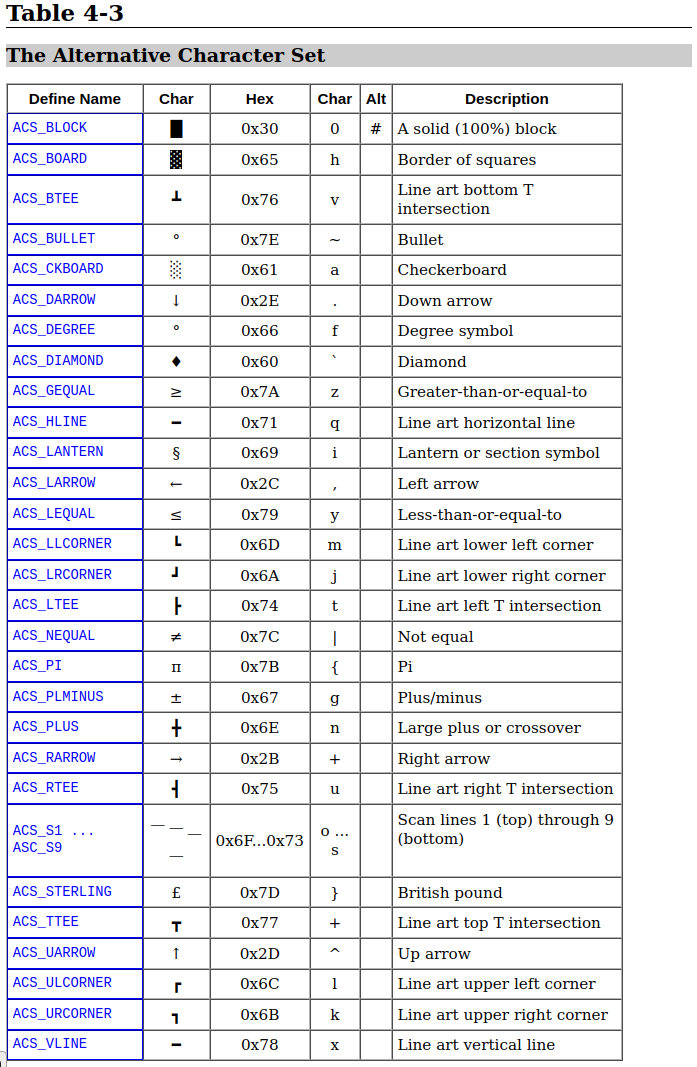 Table 4-3
The Alternative Character Set
Define Name Char Hex Char Alt Description
ACS_BLOCK █ 0x30 0 # A solid (100%) block
ACS_BOARD ▓ 0x65 h Border of squares
ACS_BTEE ┻ 0x76 v Line art bottom T
intersection
ACS_BULLET ° 0x7E ~ Bullet
ACS_CKBOARD ░ 0x61 a Checkerboard
ACS_DARROW ↓ 0x2E . Down arrow
ACS_DEGREE ° 0x66 f Degree symbol
ACS_DIAMOND ♦ 0x60 ` Diamond
ACS_GEQUAL ≥ 0x7A z Greater-than-or-equal-to
ACS_HLINE ━ 0x71 q Line art horizontal line
ACS_LANTERN § 0x69 i Lantern or section symbol
ACS_LARROW ← 0x2C , Left arrow
ACS_LEQUAL ≤ 0x79 y Less-than-or-equal-to
ACS_LLCORNER ┗ 0x6D m Line art lower left corner
ACS_LRCORNER ┛ 0x6A j Line art lower right corner
ACS_LTEE ┣ 0x74 t Line art left T intersection
ACS_NEQUAL ≠ 0x7C | Not equal
ACS_PI π 0x7B { Pi
ACS_PLMINUS ± 0x67 g Plus/minus
ACS_PLUS ╋ 0x6E n Large plus or crossover
ACS_RARROW → 0x2B + Right arrow
ACS_RTEE ┫ 0x75 u Line art right T intersection
ACS_S1 ... — — — 0x6F...0x73 o ... Scan lines 1 (top) through 9
ASC_S9 — s (bottom)
ACS_STERLING £ 0x7D } British pound
ACS_TTEE ┳ 0x77 + Line art top T intersection
ACS_UARROW ↑ 0x2D ^ Up arrow
ACS_ULCORNER ┏ 0x6C l Line art upper left corner
ACS_URCORNER ┓ 0x6B k Line art upper right corner
ACS_VLINE ━ 0x78 x Line art vertical line